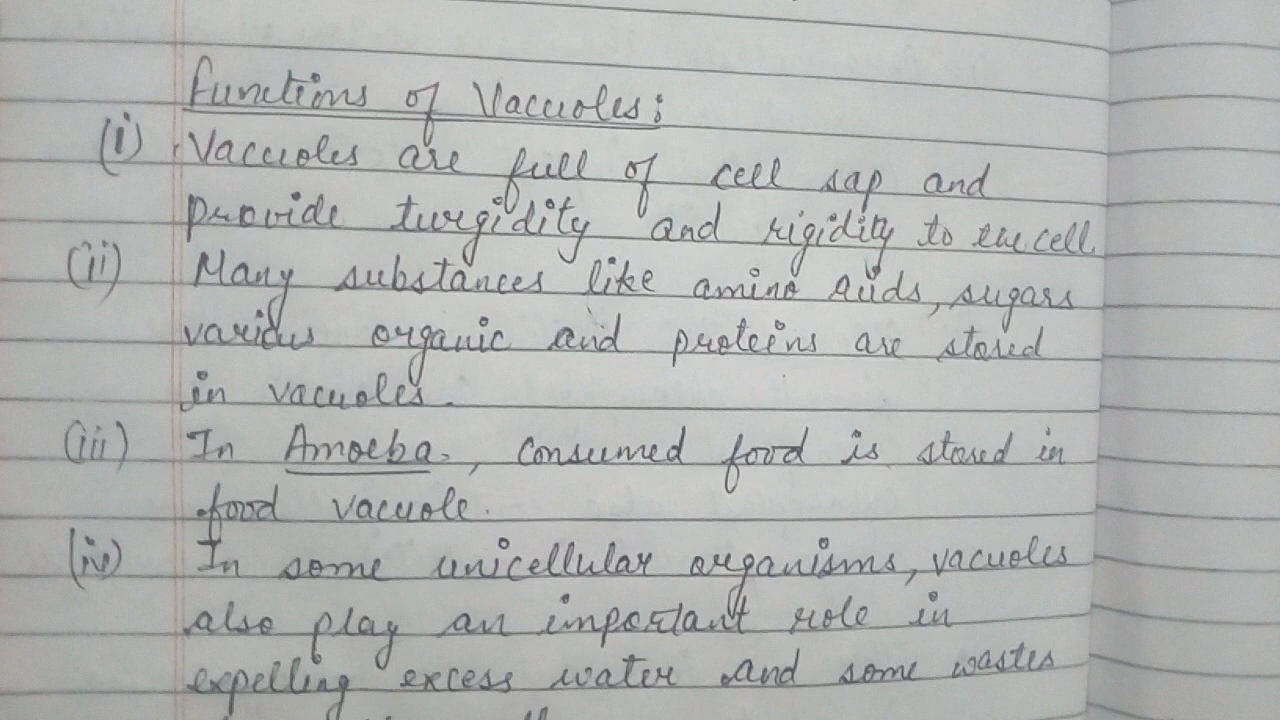 Functions of Vacuoles:
(i) Vacuoles are full of cell sap and
provide turgidity and rigidity to the cell.
(ii) Many substances like amino acids, sugars
various organic and proteins are stored
in vacuoles.
(iii) In Amoeba, consumed food is stored in
food vacuole.
(iv) In some unicellular organisms, vacuoles
also play an important role in
expelling excess water and some wastes